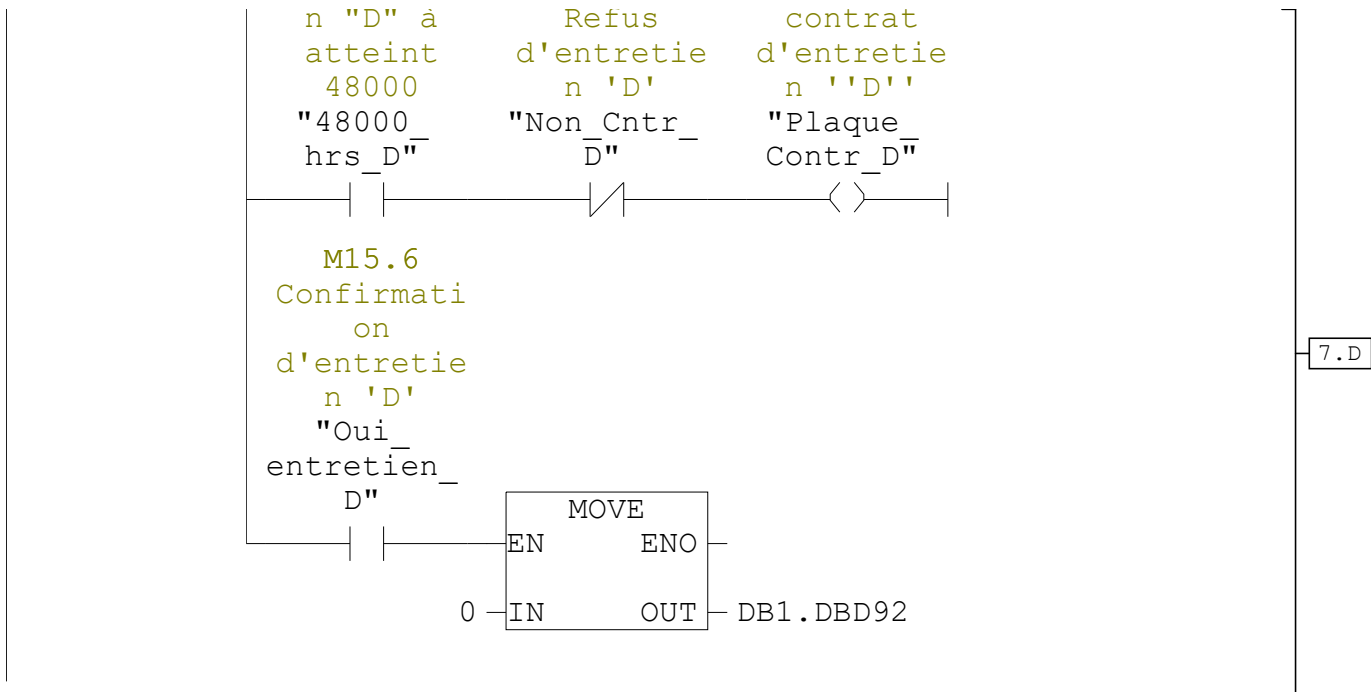 n "D" à
atteint
48000
"48000_
hrs_D"
Refus
d'entretie
n 'D'
"Non_Cntr_
D"
contrat
d'entretie
n ''D''
"Plaque_
Contr_D"
M15.6
Confirmati
on
d'entretie
n 'D'
"Oui_
entretien_
D"
MOVE
EN ENO
0 IN OUT DB1.DBD92
7.D